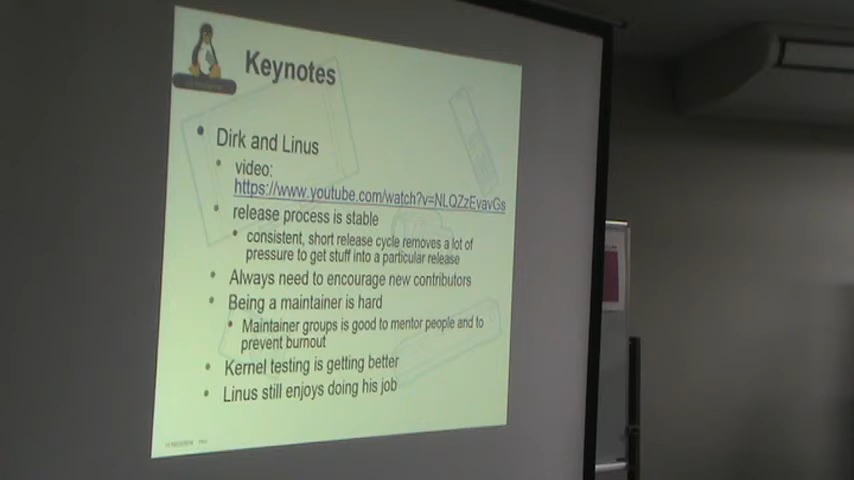 Keynotes
• Dirk and Linus
• video:
https://www.youtube.com/watch?v=NLQZzEvavGs
• release process is stable
• consistent, short release cycle removes a lot of
pressure to get stuff into a particular release
• Always need to encourage new contributors
• Being a maintainer is hard
• Maintainer groups is good to mentor people and to
prevent burnout
• Kernel testing is getting better
• Linus still enjoys doing his job